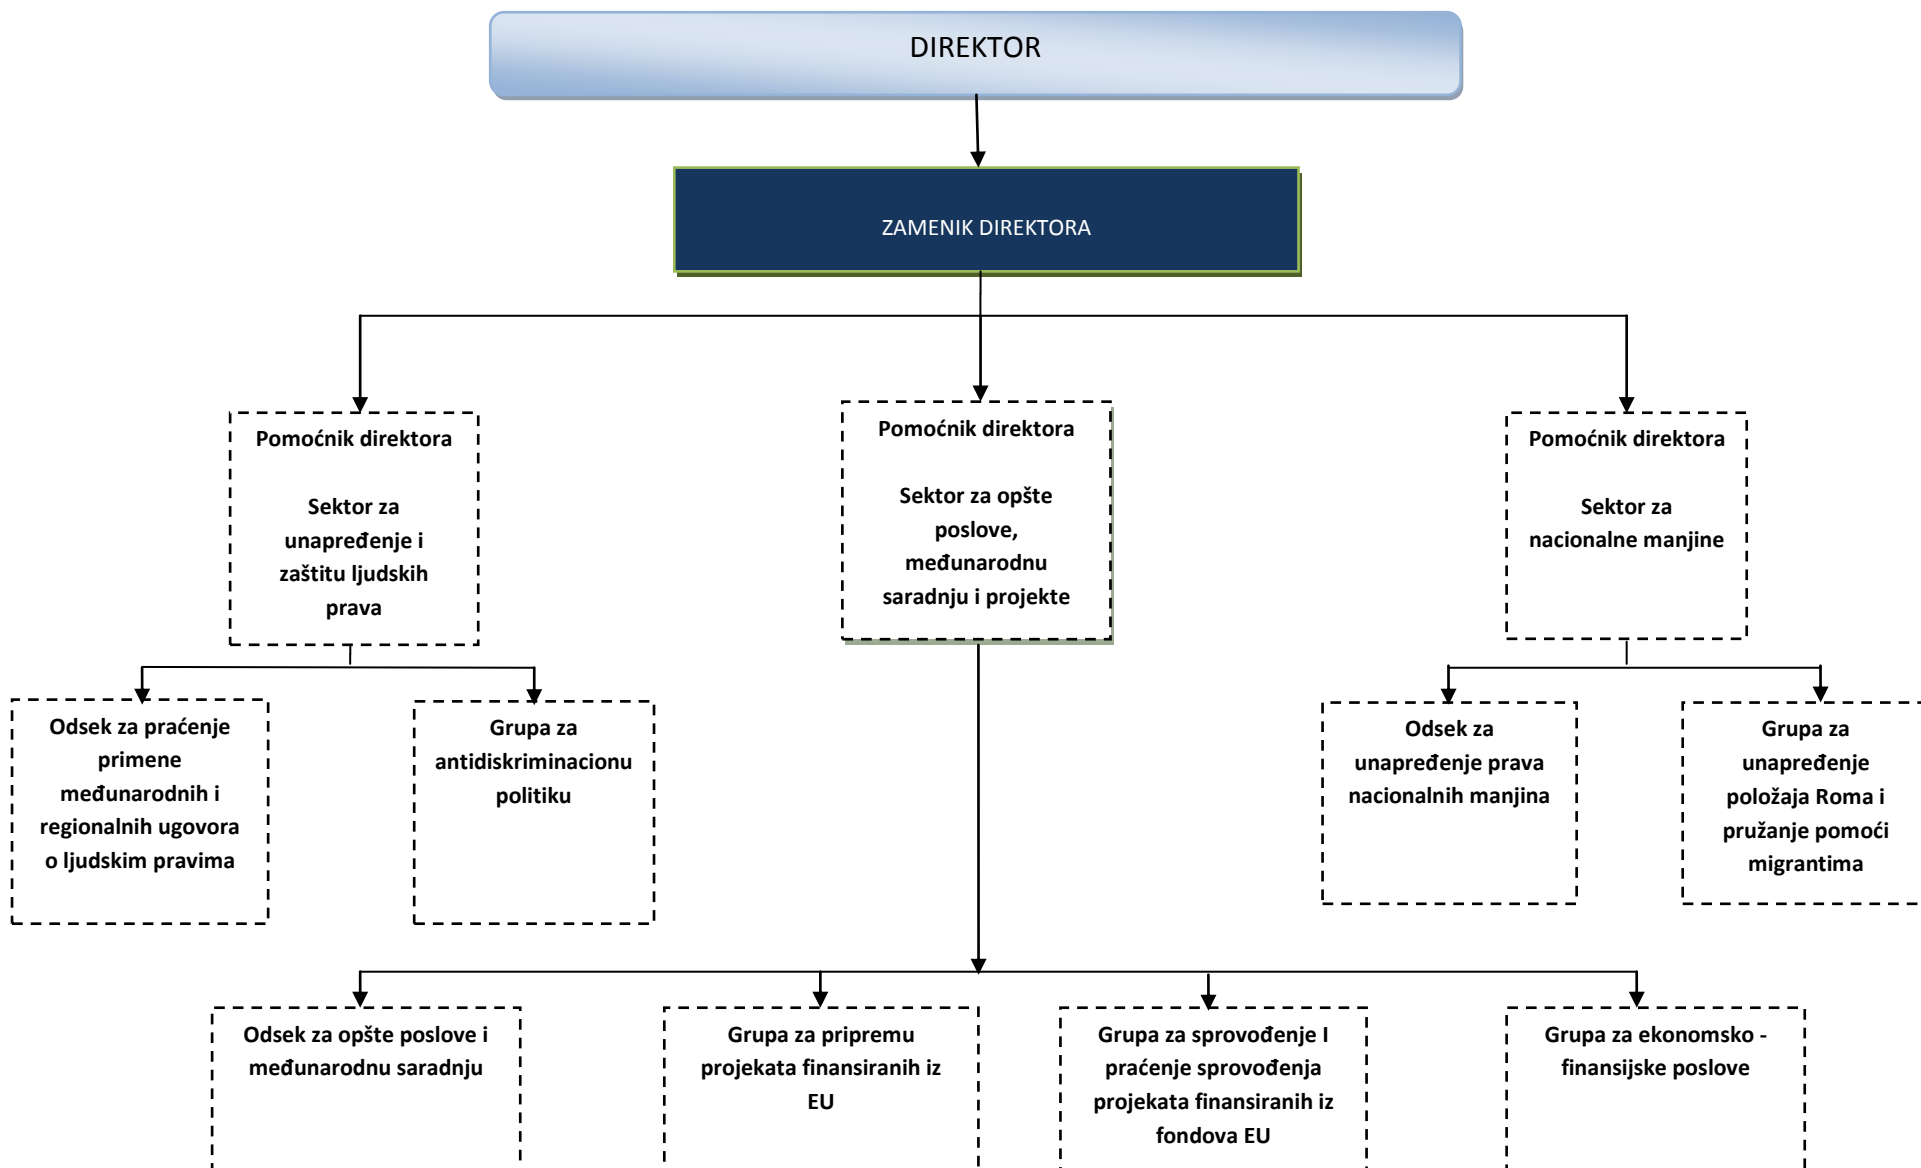 DIREKTOR
ZAMENIK DIREKTORA
Pomoćnik direktora
Sektor za
unapređenje i
zaštitu ljudskih
prava
Pomoćnik direktora
Sektor za opšte
poslove,
međunarodnu
saradnju i projekte
Pomoćnik direktora
Sektor za
nacionalne manjine
Odsek za praćenje
primene
međunarodnih i
regionalnih ugovora
o ljudskim pravima
Grupa za
antidiskriminacionu
politiku
Odsek za
unapređenje prava
nacionalnih manjina
Grupa za
unapređenje
položaja Roma i
pružanje pomoći
migrantima
Odsek za opšte poslove i
međunarodnu saradnju
Grupa za pripremu
projekata finansiranih iz
EU
Grupa za sprovođenje I
praćenje sprovođenja
projekata finansiranih iz
fondova EU
Grupa za ekonomsko -
finansijske poslove